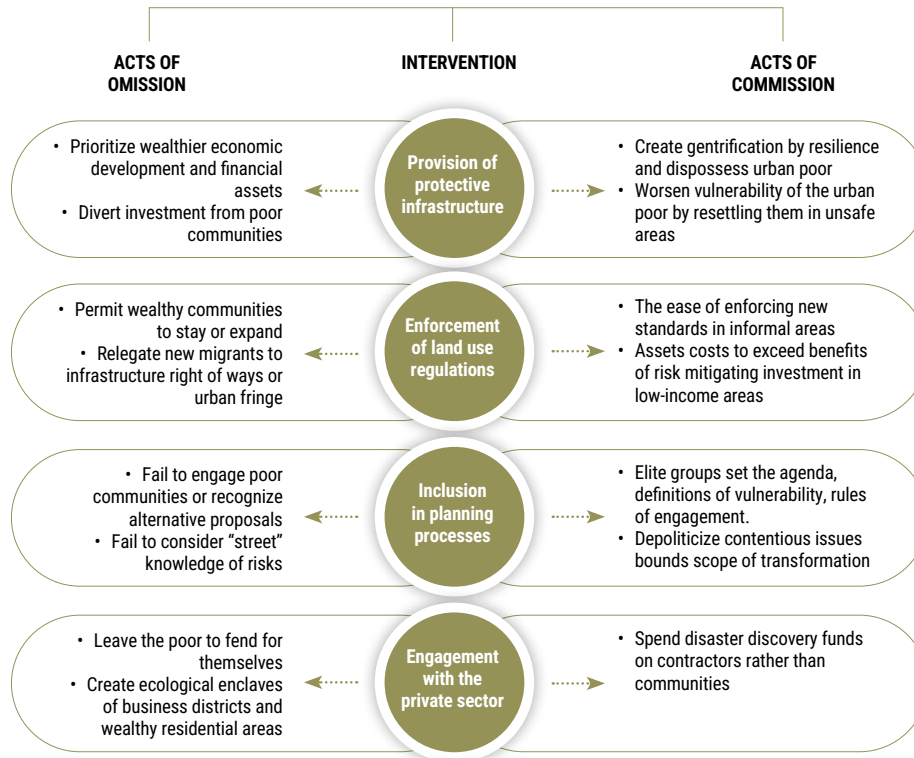 ACTS OF
OMISSION
INTERVENTION
ACTS OF
COMMISSION
• Prioritize wealthier economic
development and financial
assets
• Divert investment from poor
communities
Provision of
protective
infrastructure
• Create gentrification by resilience
and dispossess urban poor
• Worsen vulnerability of the urban
poor by resettling them in unsafe
areas
• Permit wealthy communities
to stay or expand
• Relegate new migrants to
infrastructure right of ways or
urban fringe
Enforcement
of land use
regulations
• The ease of enforcing new
standards in informal areas
• Assets costs to exceed benefits
of risk mitigating investment in
low-income areas
• Fail to engage poor
communities or recognize
alternative proposals
• Fail to consider “street”
knowledge of risks
Inclusion
in planning
processes
• Elite groups set the agenda,
definitions of vulnerability, rules
of engagement.
• Depoliticize contentious issues
bounds scope of transformation
• Leave the poor to fend for
themselves
• Create ecological enclaves
of business districts and
wealthy residential areas
Engagement
with the
private sector
• Spend disaster discovery funds
on contractors rather than
communities